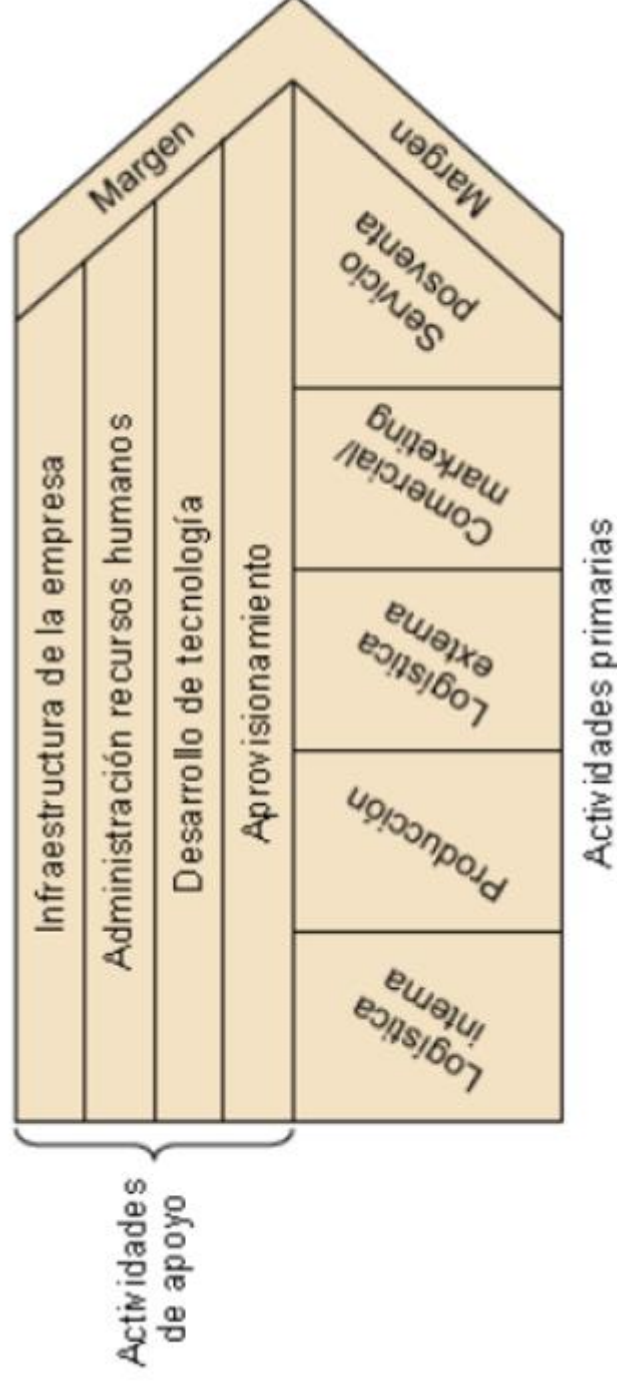 Actividades
de apoyo
Infraestructura de la empresa
Administración recursos humanos
Desarrollo de tecnología
Aprovisionamiento
Margen
Logística
interna
Producción
Logística
externa
Comercial/
marketing
Servicio
posventa
Margen
Actividades primarias